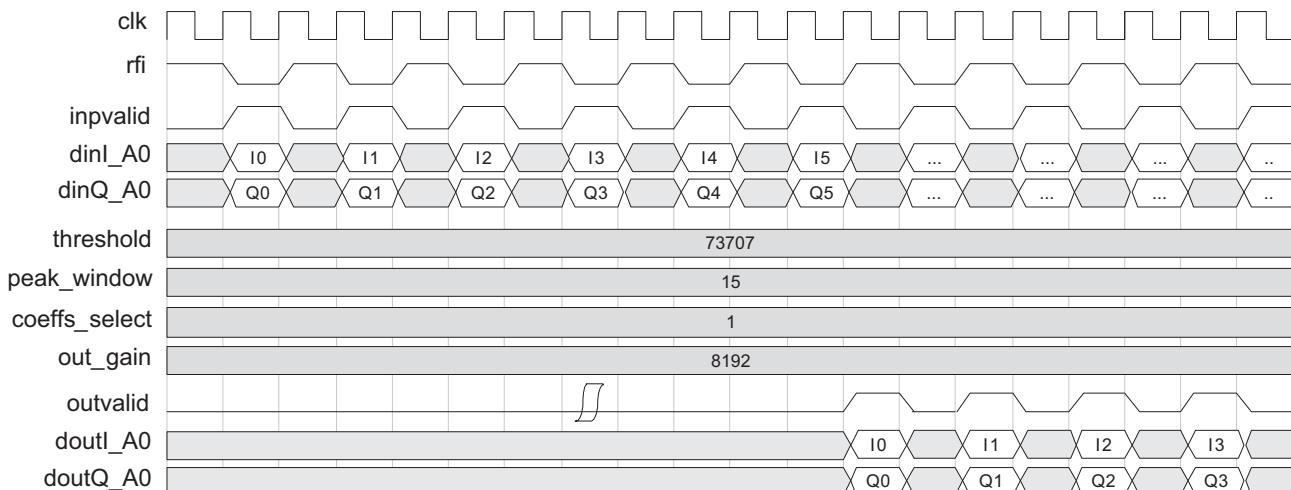 clk
rfi
inpvalid
dinI_A0 I0 I1 I2 I3 I4 I5 ... ... ... ..
dinQ_A0 Q0 Q1 Q2 Q3 Q4 Q5 ... ... ... ..
threshold 73707
peak_window 15
coeffs_select 1
out_gain 8192
outvalid
doutI_A0 I0 I1 I2 I3
doutQ_A0 Q0 Q1 Q2 Q3